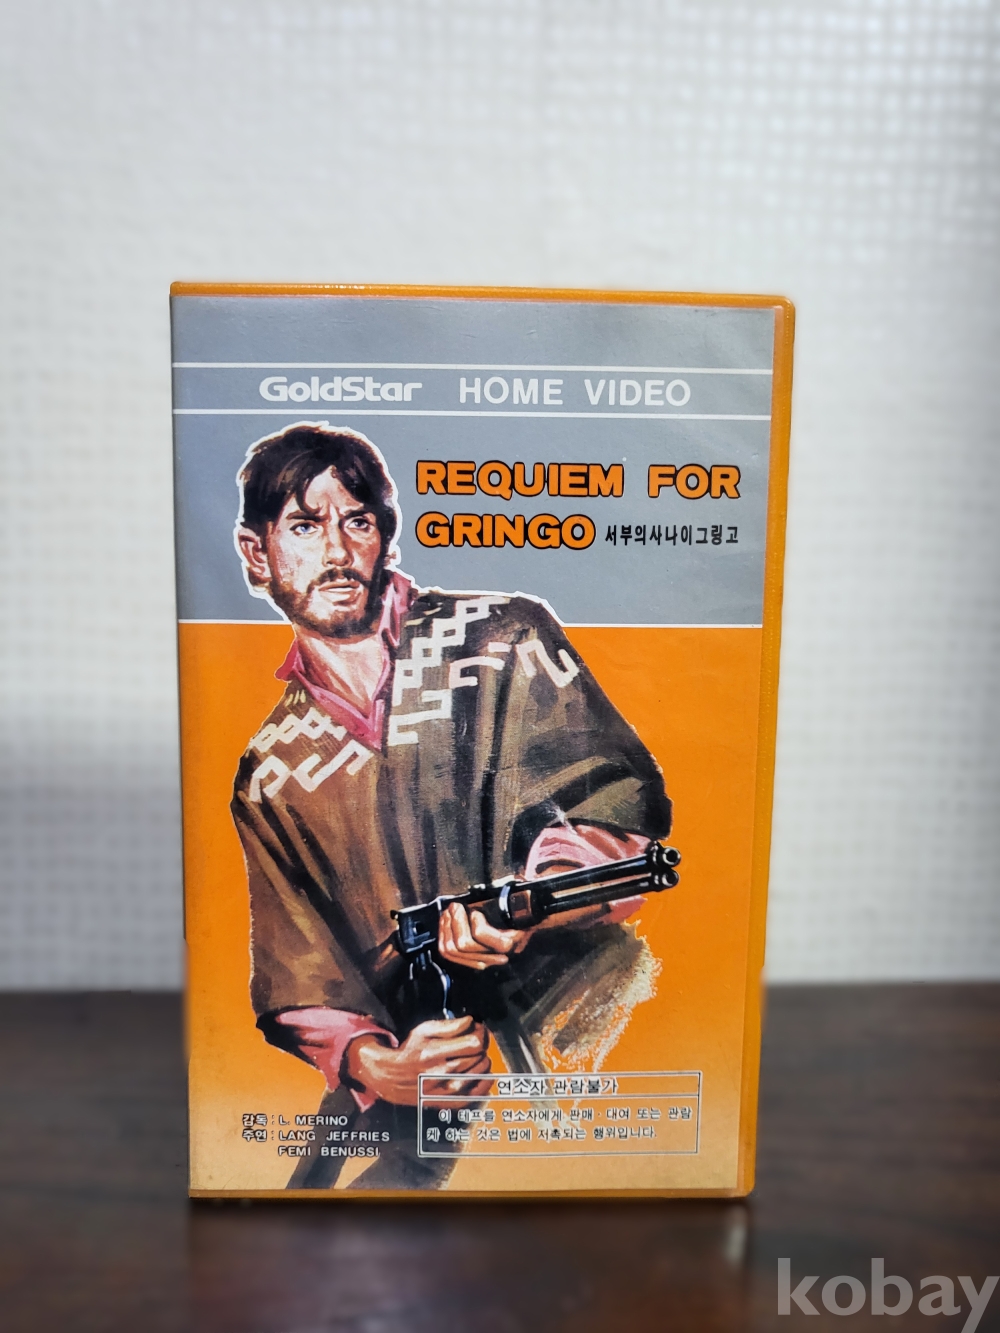 GoldStar HOME VIDEO
REQUIEM FOR
GRINGO 서부의사나이그링고
연소자 관람불가
이 테프를 연소자에게 판매·대여 또는 관람
케 하는 것은 법에 저촉되는 행위입니다.
감독: L. MERINO
주연: LANG JEFFRIES
FEMI BENUSSI
kobay